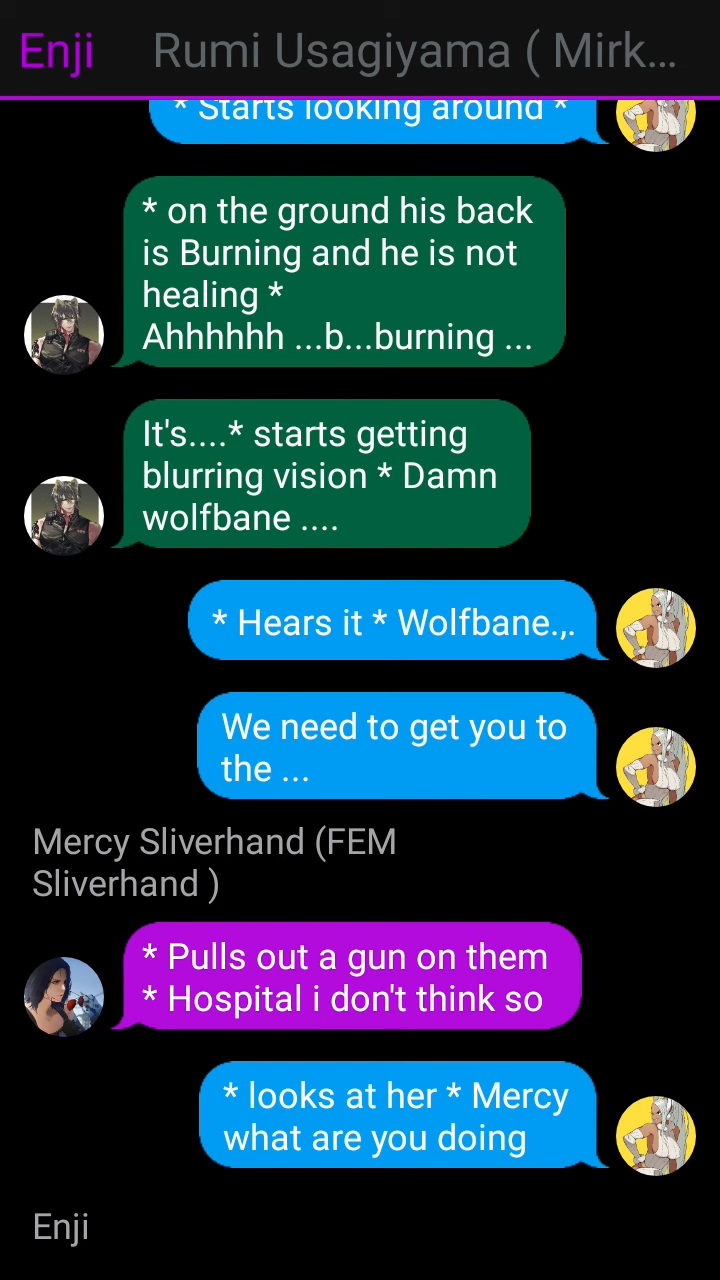 Enji Rumi Usagiyama ( Mirk...
* Starts looking around *
* on the ground his back
is Burning and he is not
healing *
Ahhhhhh ...b...burning ...
It's....* starts getting
blurring vision * Damn
wolfbane ....
* Hears it * Wolfbane.,.
We need to get you to
the ...
Mercy Sliverhand (FEM
Sliverhand )
* Pulls out a gun on them
* Hospital i don't think so
* looks at her * Mercy
what are you doing
Enji